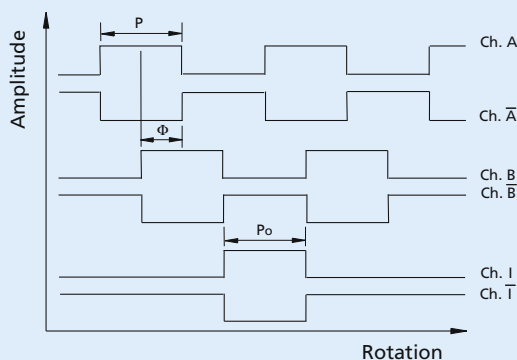 P
Ch. A
Amplitude
Ch. A̅
Φ
Ch. B
Ch. B̅
Po
Ch. I
Ch. I̅
Rotation